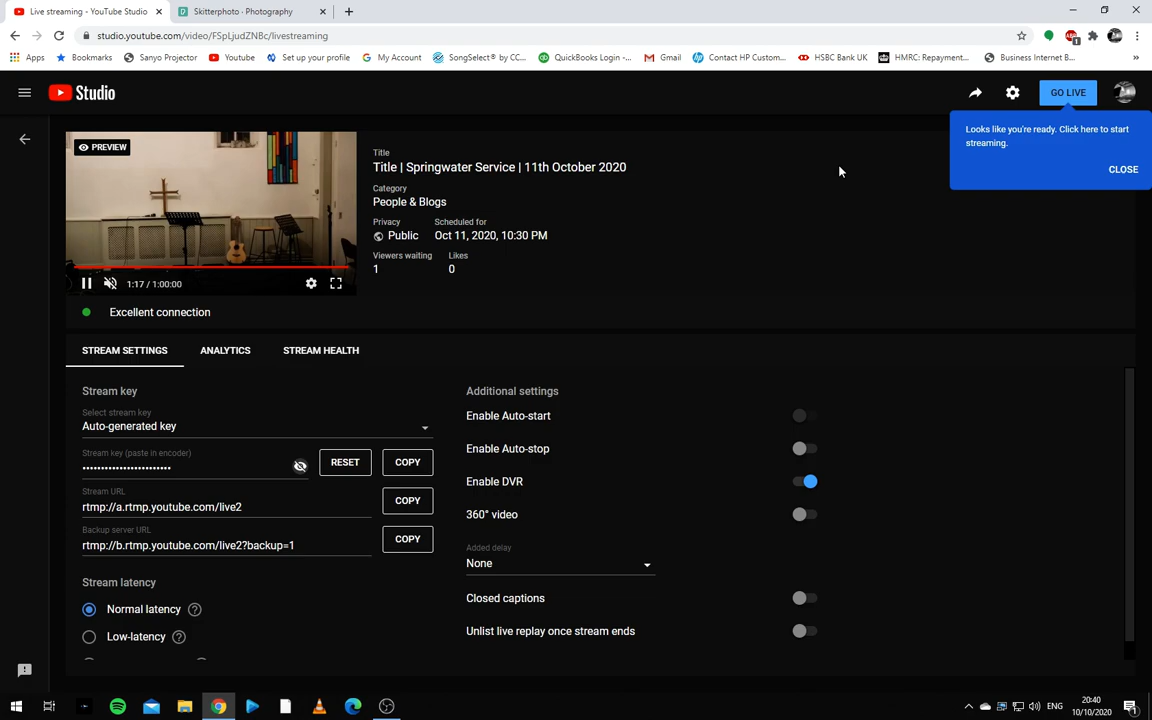 Live streaming - YouTube Studio
Skitterphoto - Photography
studio.youtube.com/video/FSpLjudZNBc/livestreaming
Apps
Bookmarks
Sanyo Projector
Youtube
Set up your profile
My Account
SongSelect® by CC...
QuickBooks Login -...
Gmail
Contact HP Custom...
HSBC Bank UK
HMRC: Repayment...
Business Internet B...
»
Studio
GO LIVE
Looks like you're ready. Click here to start
streaming.
CLOSE
PREVIEW
1:17 / 1:00:00
Title
Title | Springwater Service | 11th October 2020
Category
People & Blogs
Privacy
Scheduled for
Public
Oct 11, 2020, 10:30 PM
Viewers waiting
Likes
1
0
Excellent connection
STREAM SETTINGS
ANALYTICS
STREAM HEALTH
Stream key
Select stream key
Auto-generated key
Stream key (paste in encoder)
••••••••••••••••••••••••
RESET
COPY
Stream URL
rtmp://a.rtmp.youtube.com/live2
COPY
Backup server URL
rtmp://b.rtmp.youtube.com/live2?backup=1
COPY
Stream latency
Normal latency
Low-latency
Additional settings
Enable Auto-start
Enable Auto-stop
Enable DVR
360° video
Added delay
None
Closed captions
Unlist live replay once stream ends
ENG
20:40
10/10/2020